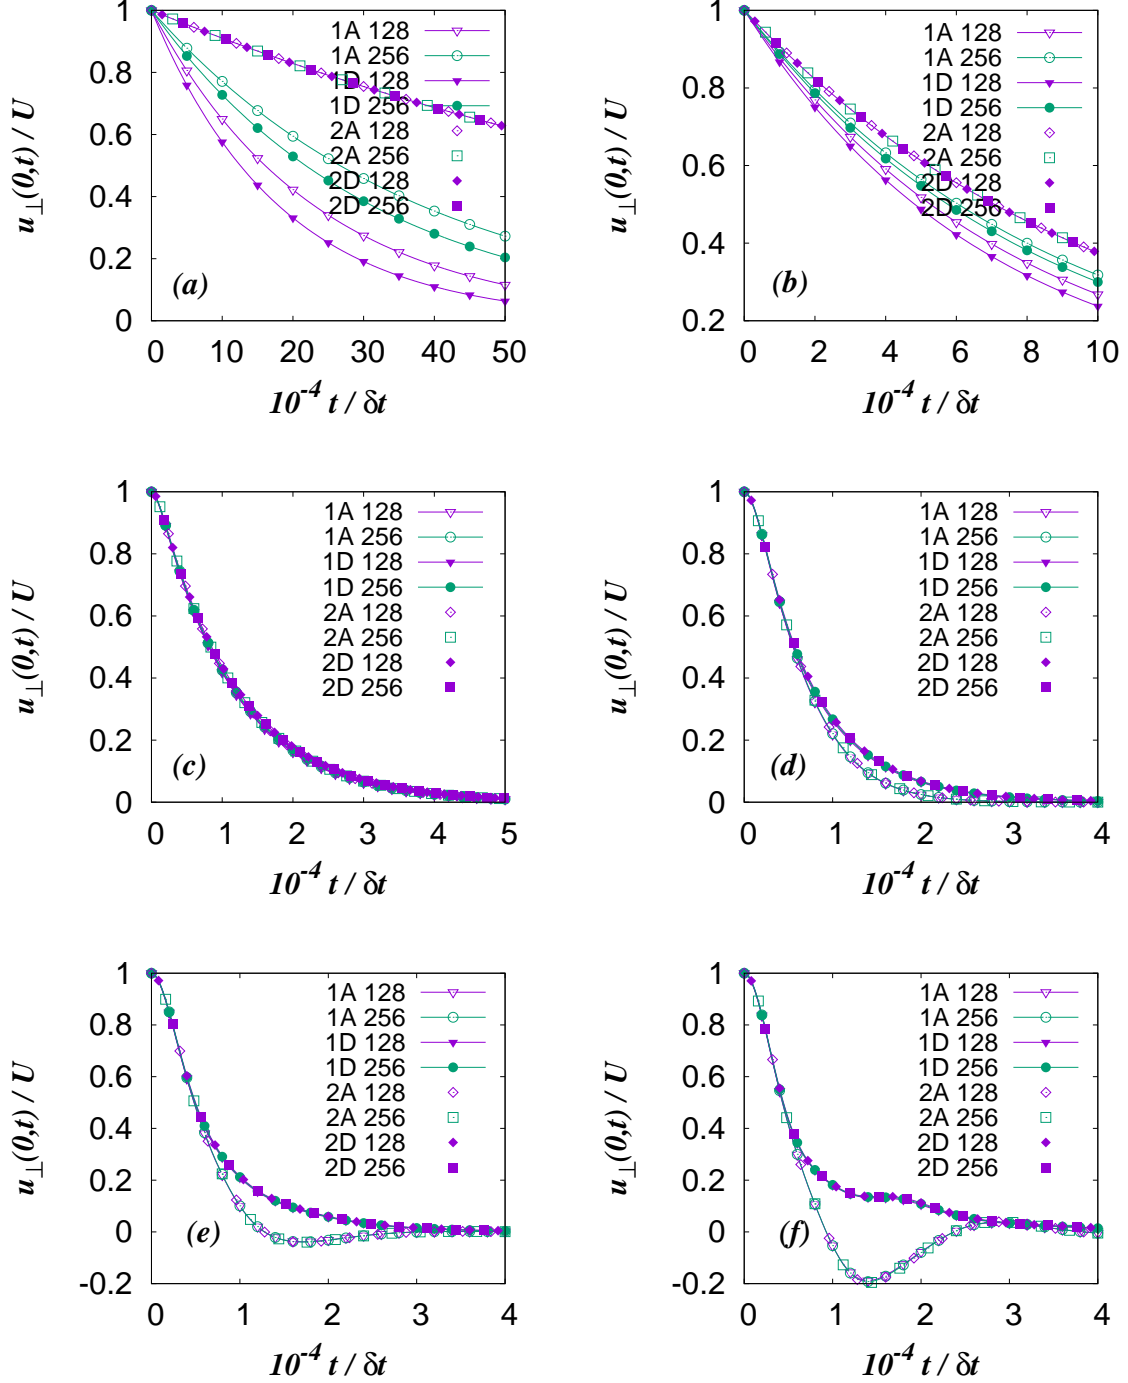 u⊥(0,t) / U
1
0.8
0.6
0.4
0.2
0
1A 128
1A 256
1D 128
1D 256
2A 128
2A 256
2D 128
2D 256
(a)
0 10 20 30 40 50
10-4 t / δt
u⊥(0,t) / U
1
0.8
0.6
0.4
0.2
1A 128
1A 256
1D 128
1D 256
2A 128
2A 256
2D 128
2D 256
(b)
0 2 4 6 8 10
10-4 t / δt
u⊥(0,t) / U
1
0.8
0.6
0.4
0.2
0
1A 128
1A 256
1D 128
1D 256
2A 128
2A 256
2D 128
2D 256
(c)
0 1 2 3 4 5
10-4 t / δt
u⊥(0,t) / U
1
0.8
0.6
0.4
0.2
0
1A 128
1A 256
1D 128
1D 256
2A 128
2A 256
2D 128
2D 256
(d)
0 1 2 3 4
10-4 t / δt
u⊥(0,t) / U
1
0.8
0.6
0.4
0.2
0
-0.2
1A 128
1A 256
1D 128
1D 256
2A 128
2A 256
2D 128
2D 256
(e)
0 1 2 3 4
10-4 t / δt
u⊥(0,t) / U
1
0.8
0.6
0.4
0.2
0
-0.2
1A 128
1A 256
1D 128
1D 256
2A 128
2A 256
2D 128
2D 256
(f)
0 1 2 3 4
10-4 t / δt